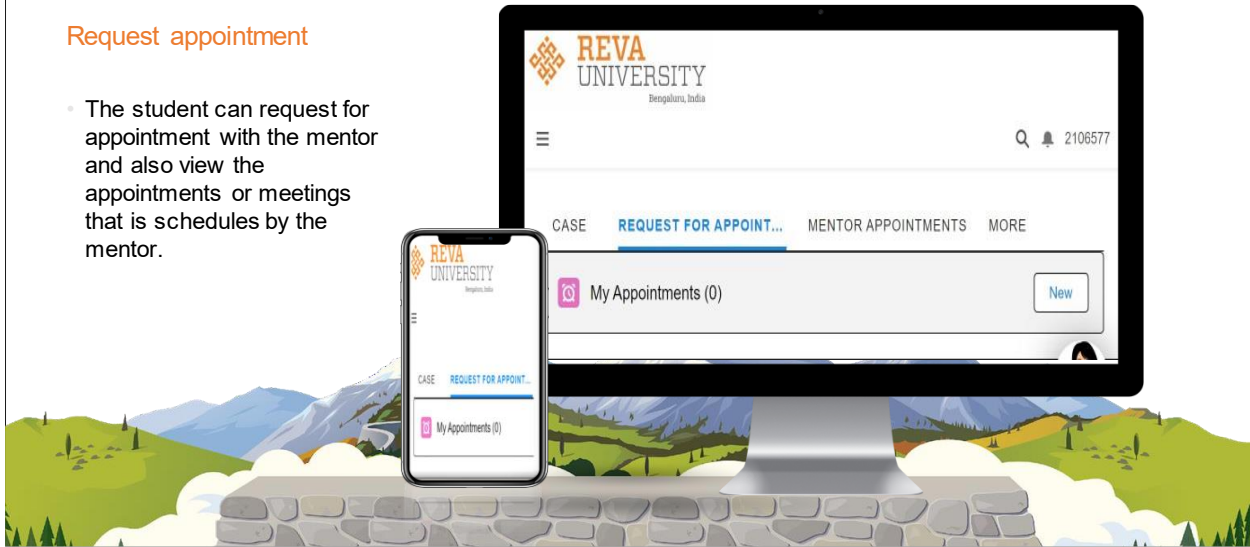 Request appointment
The student can request for
appointment with the mentor
and also view the
appointments or meetings
that is schedules by the
mentor.
REVA
UNIVERSITY
Bengaluru, India
2106577
CASE REQUEST FOR APPOINT... MENTOR APPOINTMENTS MORE
My Appointments (0) New
REVA
UNIVERSITY
Bengaluru, India
CASE REQUEST FOR APPOINT...
My Appointments (0)